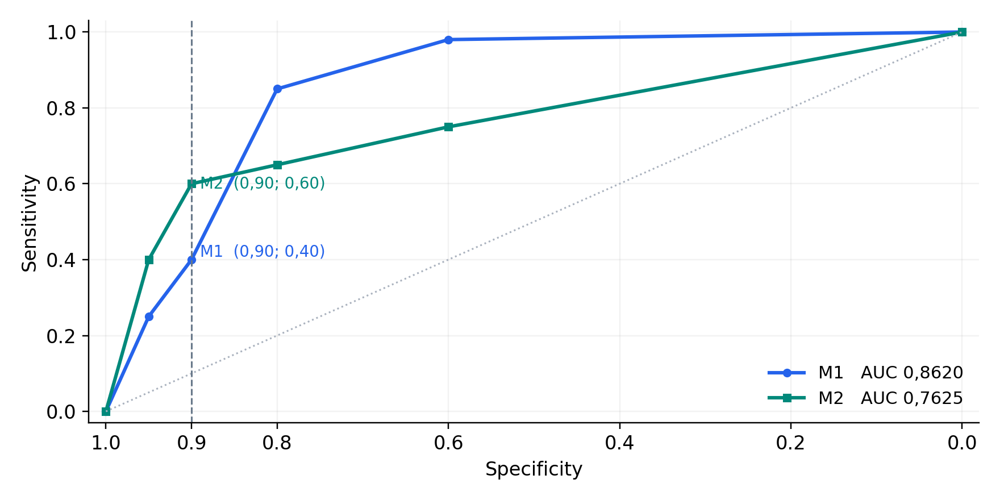 1.0
0.8
0.6
0.4
0.2
0.0
Sensitivity
M2 (0,90; 0,60)
M1 (0,90; 0,40)
M1 AUC 0,8620
M2 AUC 0,7625
1.0 0.9 0.8 0.6 0.4 0.2 0.0
Specificity